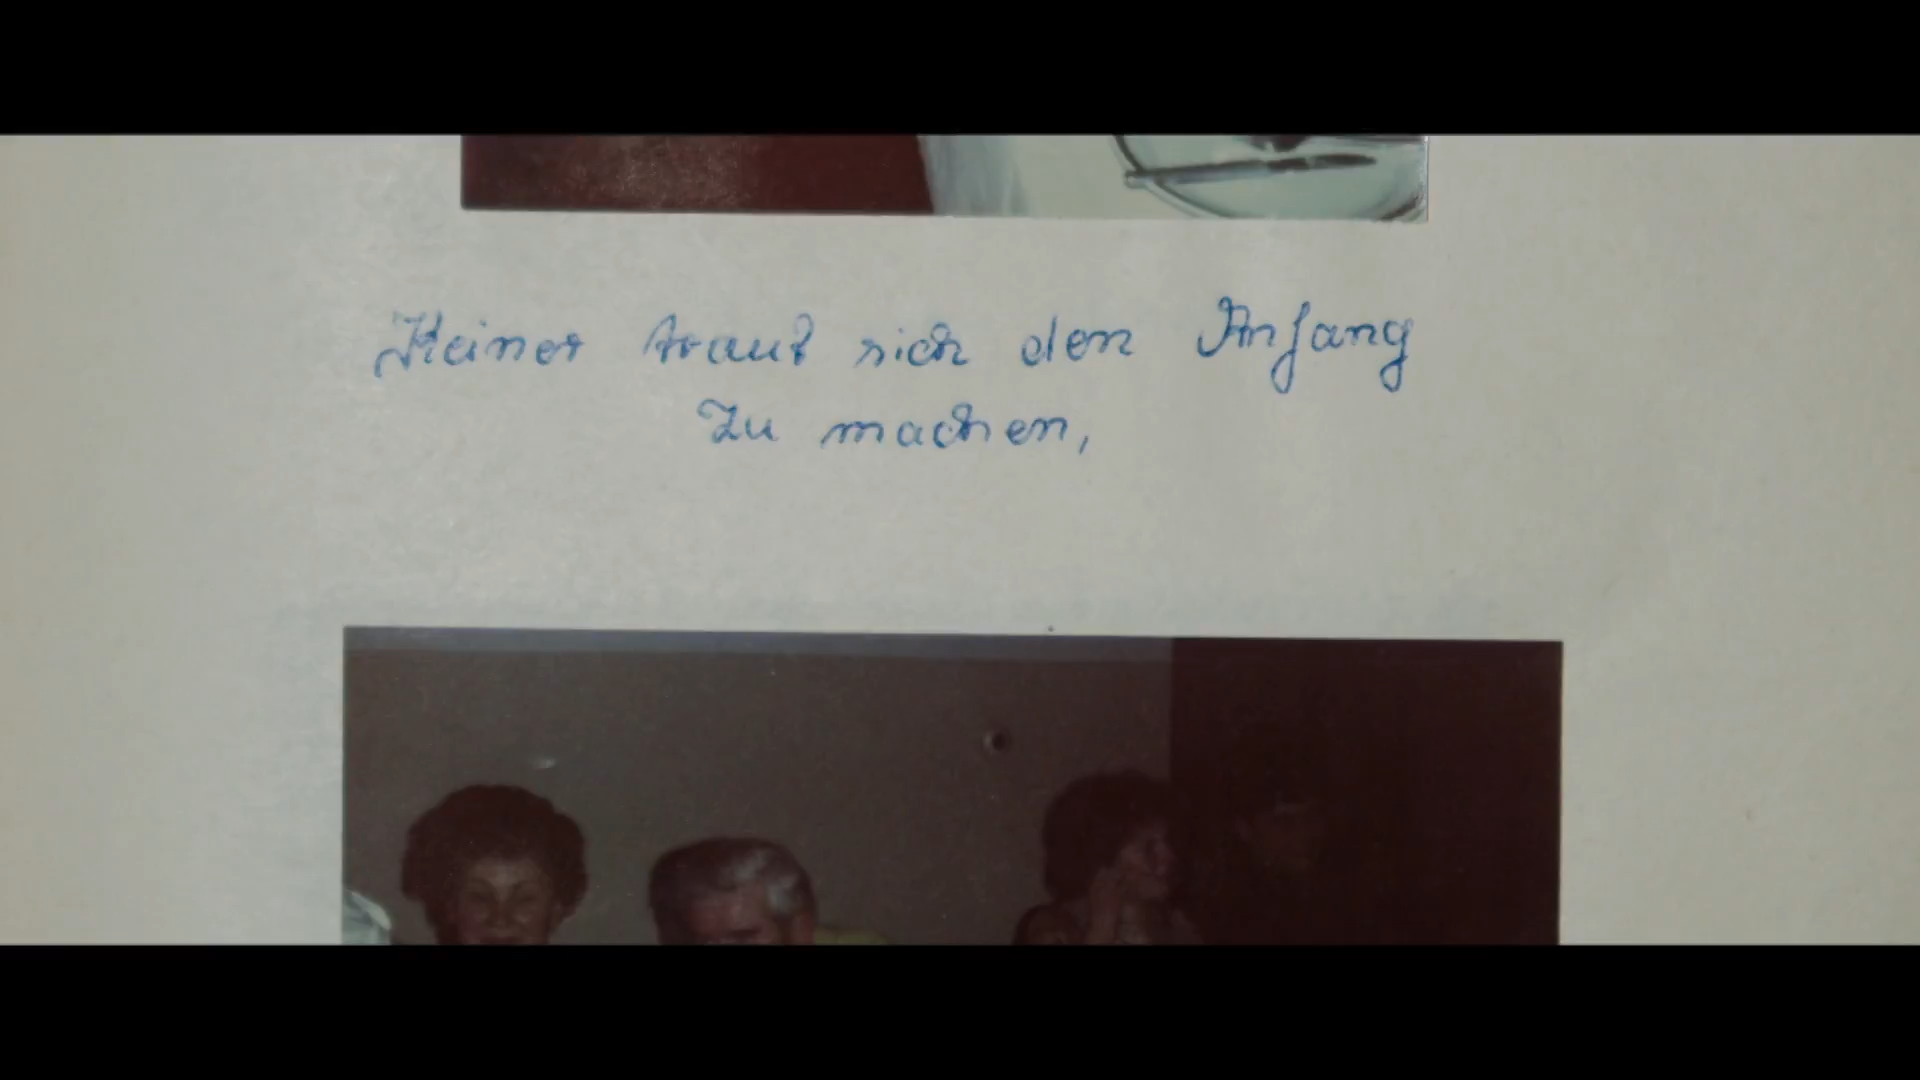 Keiner traut sich den Anfang
zu machen,